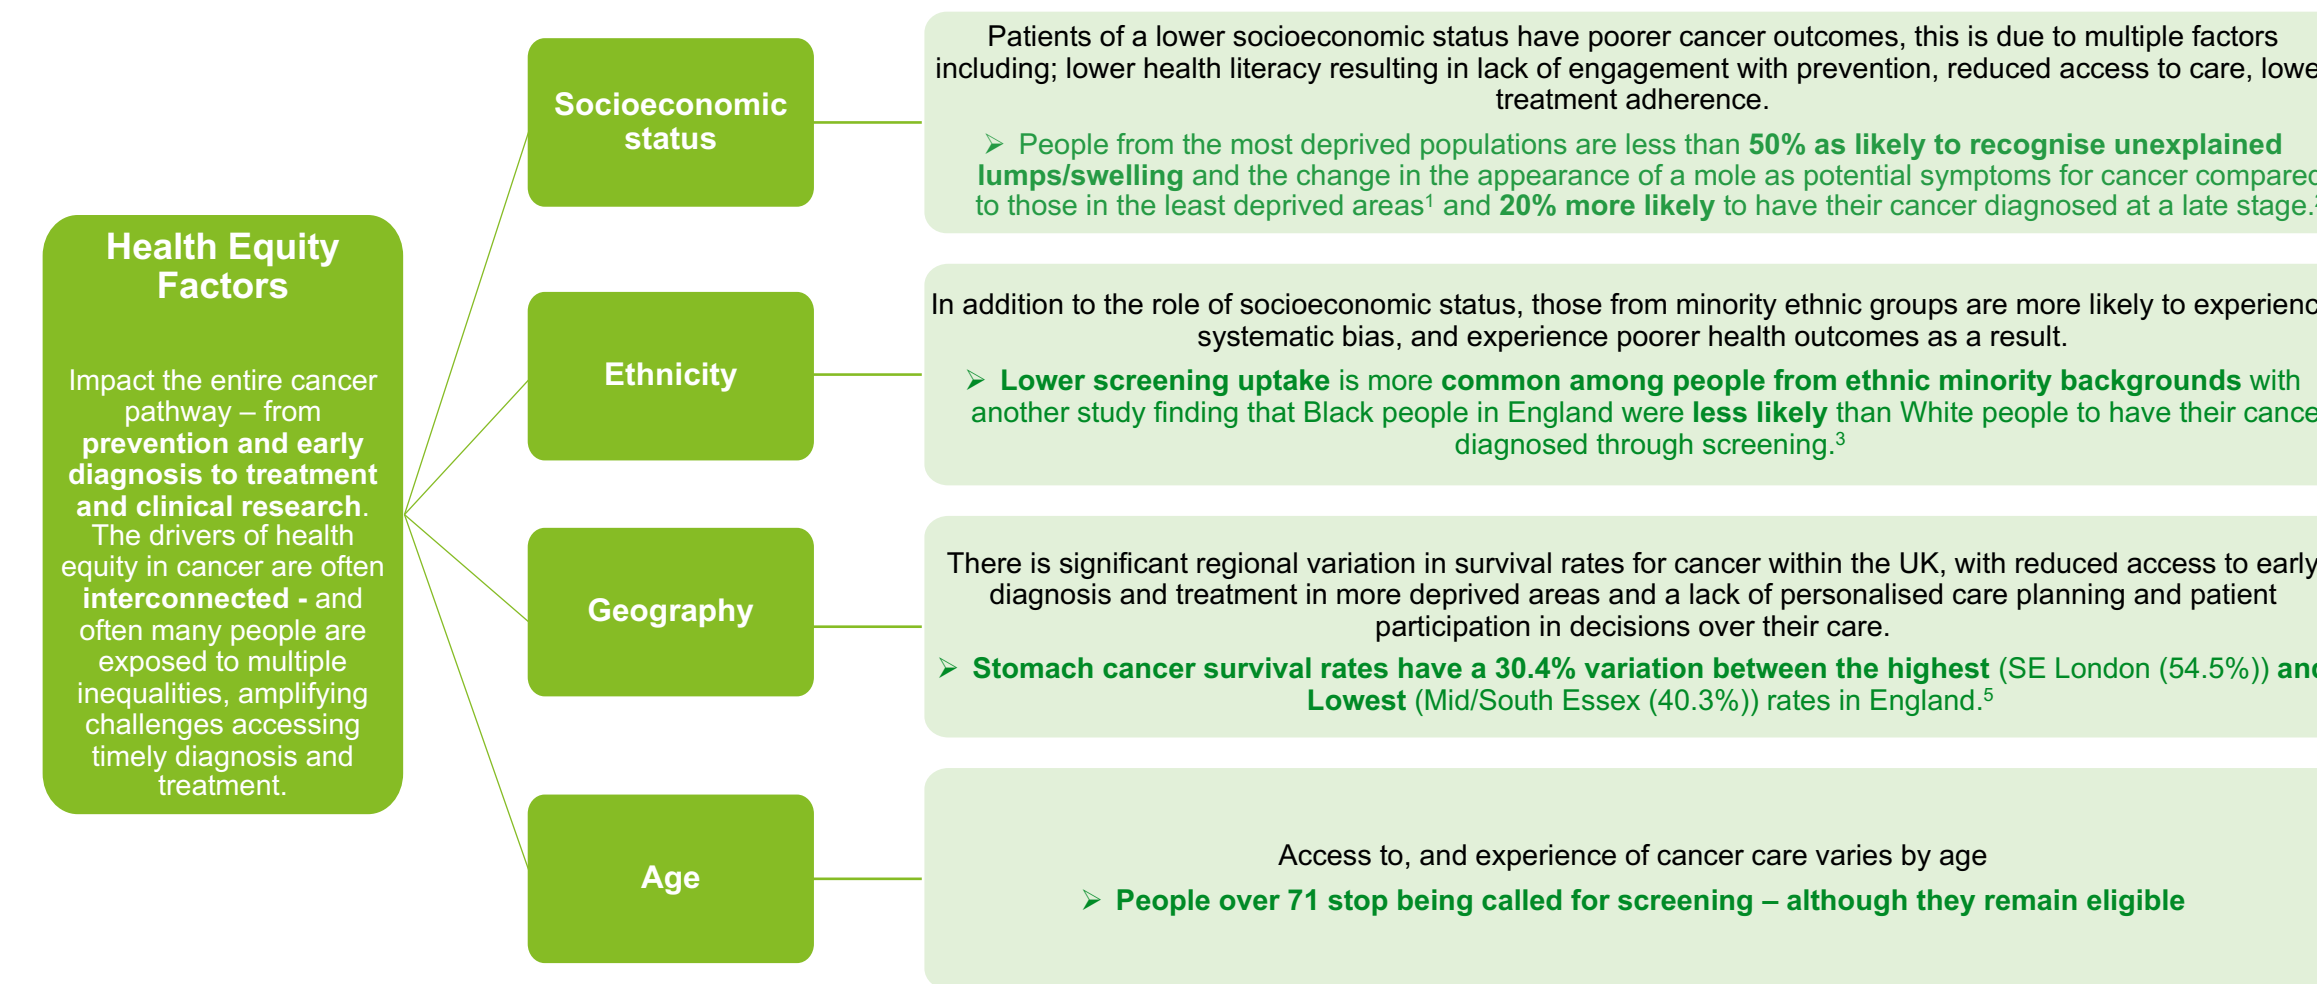 Health Equity
Factors
Impact the entire cancer
pathway – from
prevention and early
diagnosis to treatment
and clinical research.
The drivers of health
equity in cancer are often
interconnected - and
often many people are
exposed to multiple
inequalities, amplifying
challenges accessing
timely diagnosis and
treatment.
Socioeconomic
status
Patients of a lower socioeconomic status have poorer cancer outcomes, this is due to multiple factors
including; lower health literacy resulting in lack of engagement with prevention, reduced access to care, lowe
treatment adherence.
➢ People from the most deprived populations are less than 50% as likely to recognise unexplained
lumps/swelling and the change in the appearance of a mole as potential symptoms for cancer compared
to those in the least deprived areas¹ and 20% more likely to have their cancer diagnosed at a late stage.
Ethnicity
In addition to the role of socioeconomic status, those from minority ethnic groups are more likely to experienc
systematic bias, and experience poorer health outcomes as a result.
➢ Lower screening uptake is more common among people from ethnic minority backgrounds with
another study finding that Black people in England were less likely than White people to have their cance
diagnosed through screening.³
Geography
There is significant regional variation in survival rates for cancer within the UK, with reduced access to early
diagnosis and treatment in more deprived areas and a lack of personalised care planning and patient
participation in decisions over their care.
➢ Stomach cancer survival rates have a 30.4% variation between the highest (SE London (54.5%)) and
Lowest (Mid/South Essex (40.3%)) rates in England.⁵
Age
Access to, and experience of cancer care varies by age
➢ People over 71 stop being called for screening – although they remain eligible